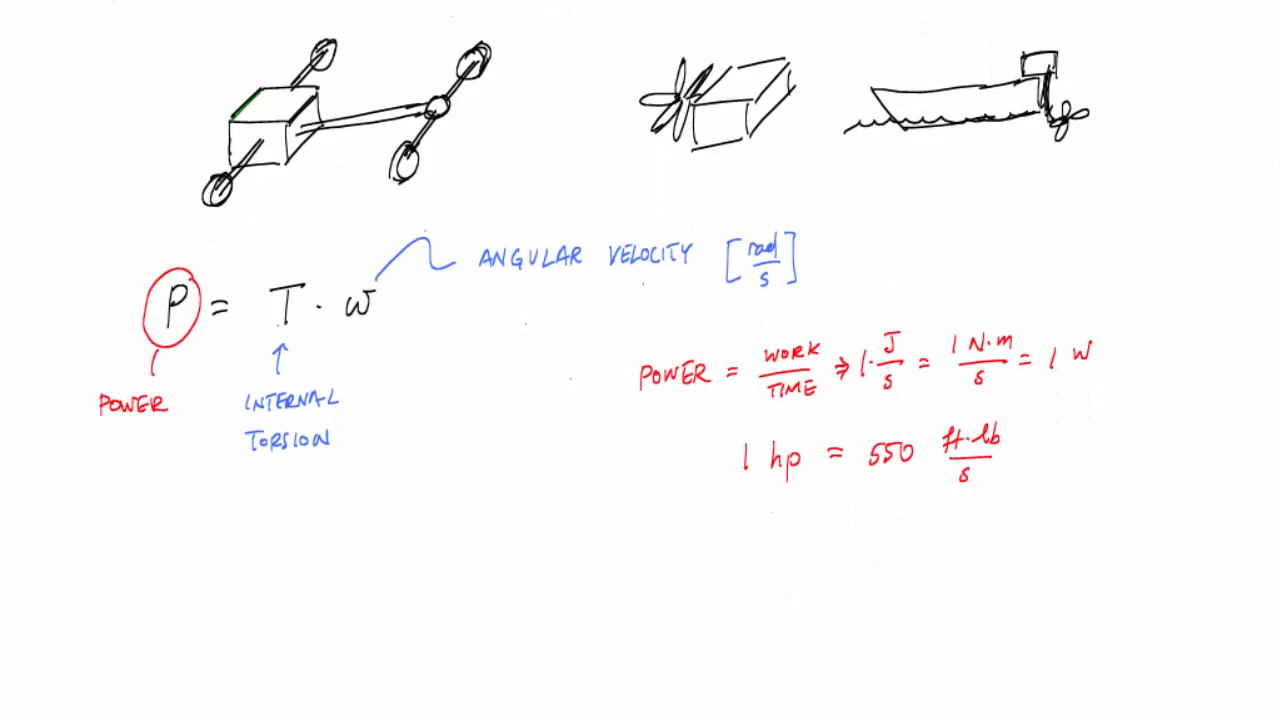 ANGULAR VELOCITY [rad/s]
P = T · ω
POWER = WORK/TIME ⇒ 1·J/s = 1 N·m/s = 1 W
POWER
INTERNAL
TORSION
1 hp = 550 ft·lb/s